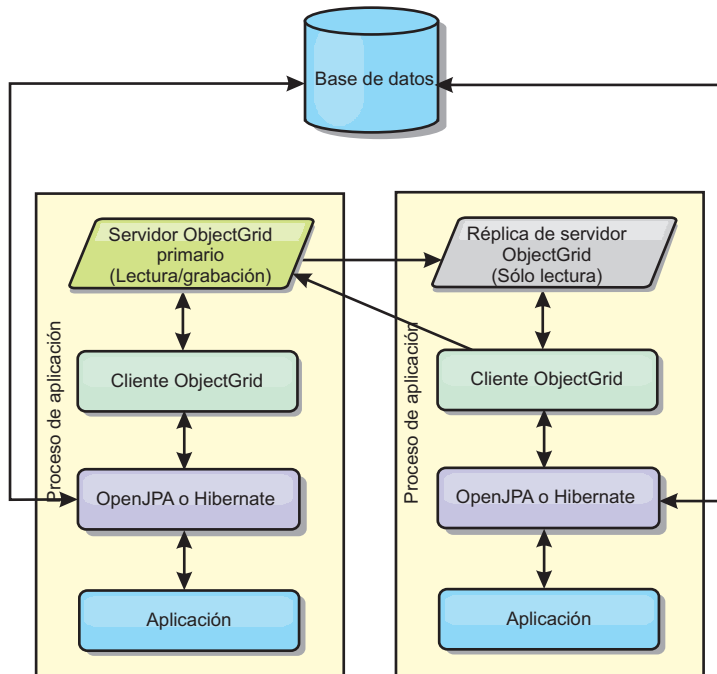 Base de datos
Servidor ObjectGrid
primario
(Lectura/grabación)
Cliente ObjectGrid
OpenJPA o Hibernate
Aplicación
Proceso de aplicación
Réplica de servidor
ObjectGrid
(Sólo lectura)
Cliente ObjectGrid
OpenJPA o Hibernate
Aplicación
Proceso de aplicación